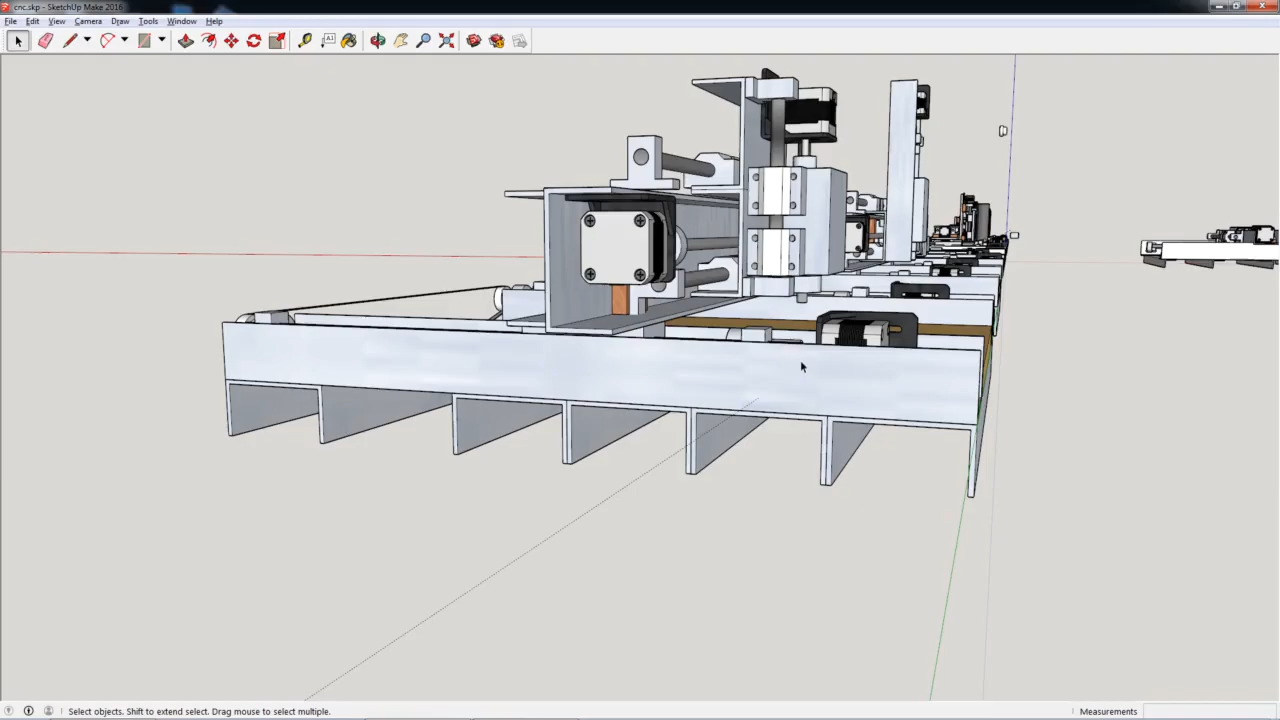 cnc.skp - SketchUp Make 2016
File Edit View Camera Draw Tools Window Help
A1
Select objects. Shift to extend select. Drag mouse to select multiple.
Measurements